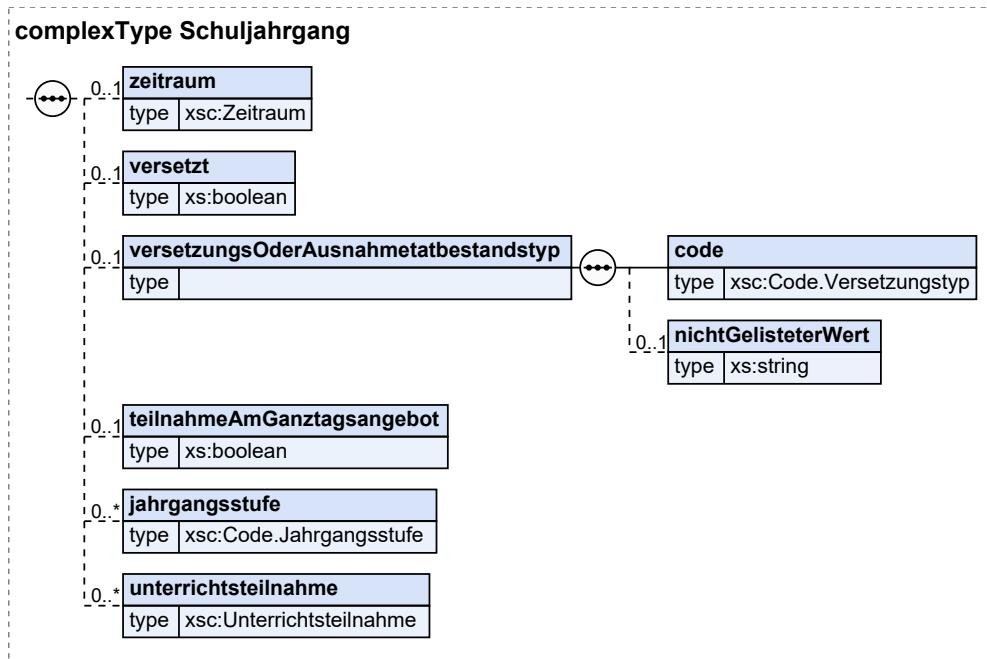 complexType Schuljahrgang
0..1 zeitraum
type xsc:Zeitraum
0..1 versetzt
type xs:boolean
0..1 versetzungsOderAusnahmetatbestandstyp
type
code
type xsc:Code.Versetzungstyp
0..1 nichtGelisteterWert
type xs:string
0..1 teilnahmeAmGanztagsangebot
type xs:boolean
0..* jahrgangsstufe
type xsc:Code.Jahrgangsstufe
0..* unterrichtsteilnahme
type xsc:Unterrichtsteilnahme